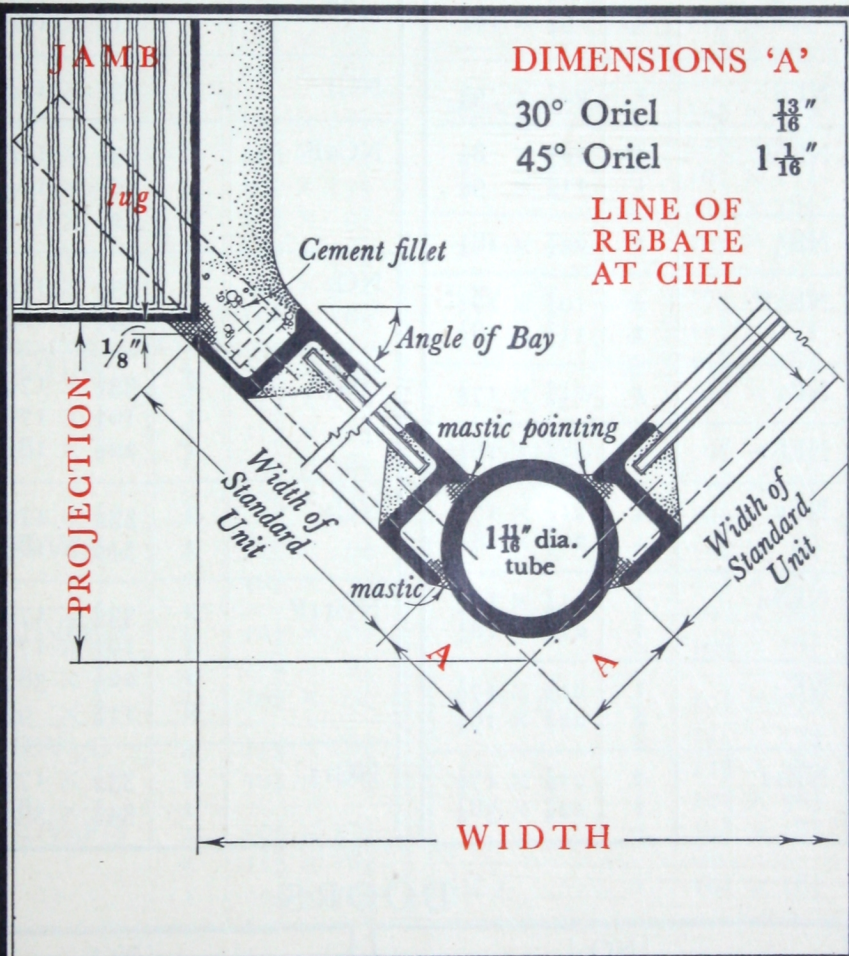 JAMB
DIMENSIONS ‘A’
30° Oriel 13/16″
45° Oriel 1 1/16″
LINE OF
REBATE
AT CILL
lug
Cement fillet
Angle of Bay
1/8″
PROJECTION
mastic pointing
Width of
Standard
Unit
1 11/16″ dia.
tube
Width of
Standard
Unit
mastic
A
A
WIDTH